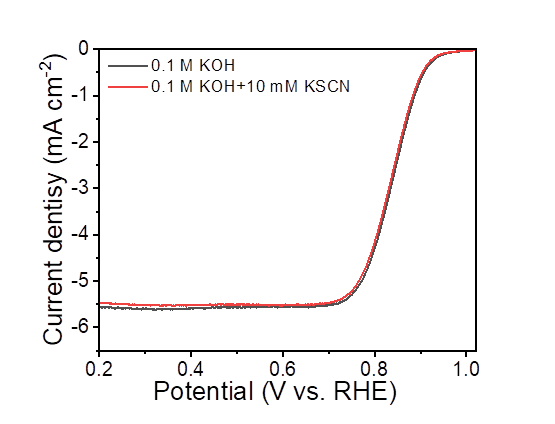 0
-1
-2
-3
-4
-5
-6
0.1 M KOH
0.1 M KOH+10 mM KSCN
Current dentisy (mA cm⁻²)
0.2 0.4 0.6 0.8 1.0
Potential (V vs. RHE)